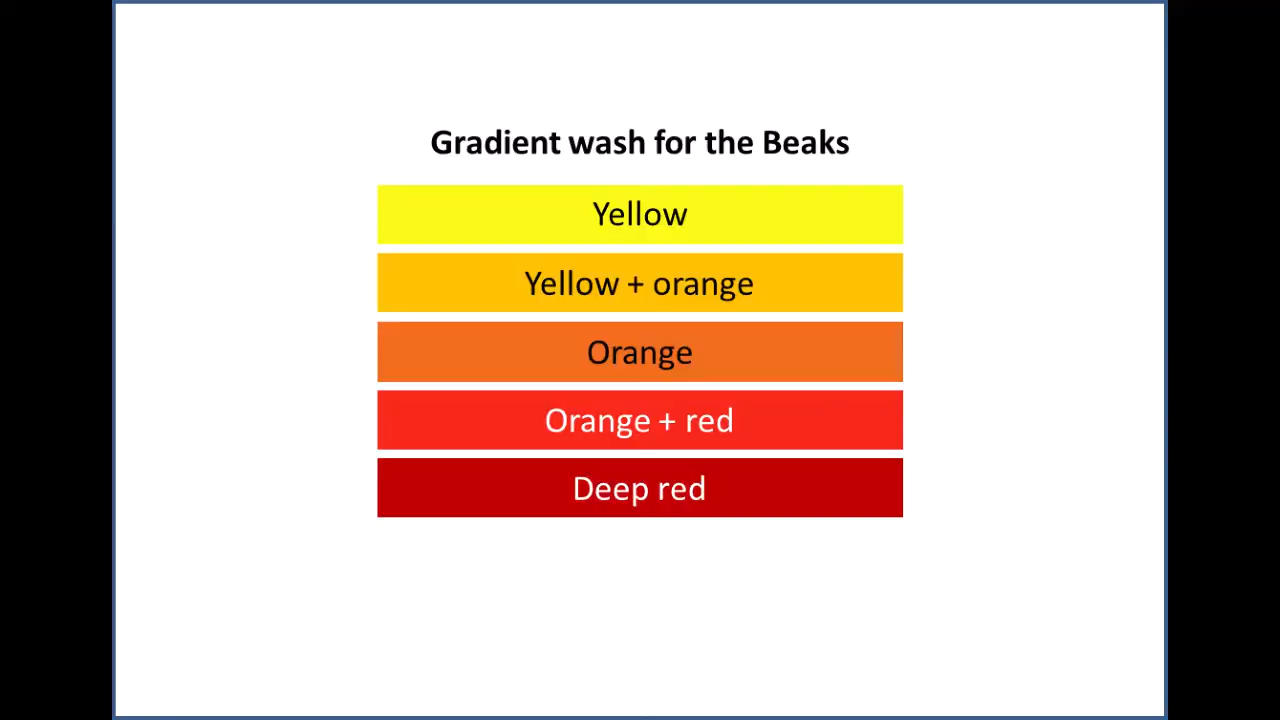 Gradient wash for the Beaks
Yellow
Yellow + orange
Orange
Orange + red
Deep red